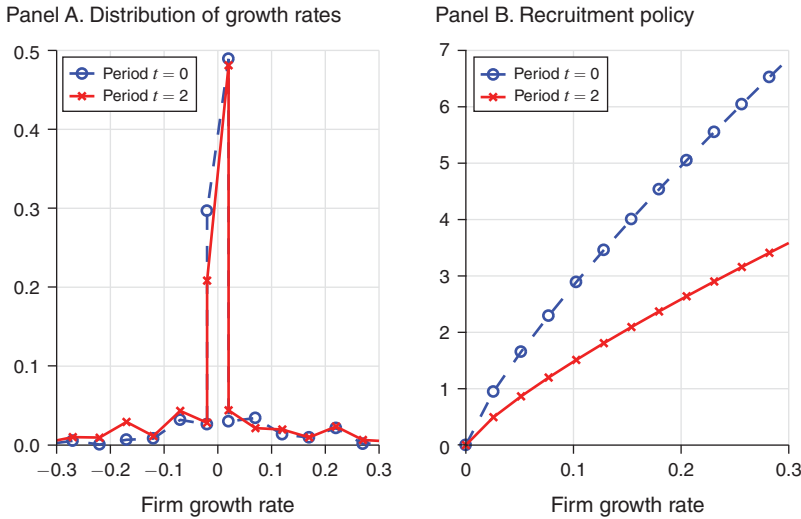 Panel A. Distribution of growth rates
0.5
0.4
0.3
0.2
0.1
0.0
Period t = 0
Period t = 2
−0.3 −0.2 −0.1 0 0.1 0.2 0.3
Firm growth rate
Panel B. Recruitment policy
7
6
5
4
3
2
1
0
Period t = 0
Period t = 2
0 0.1 0.2 0.3
Firm growth rate